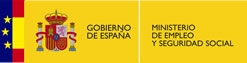 GOBIERNO
DE ESPAÑA
MINISTERIO
DE EMPLEO
Y SEGURIDAD SOCIAL